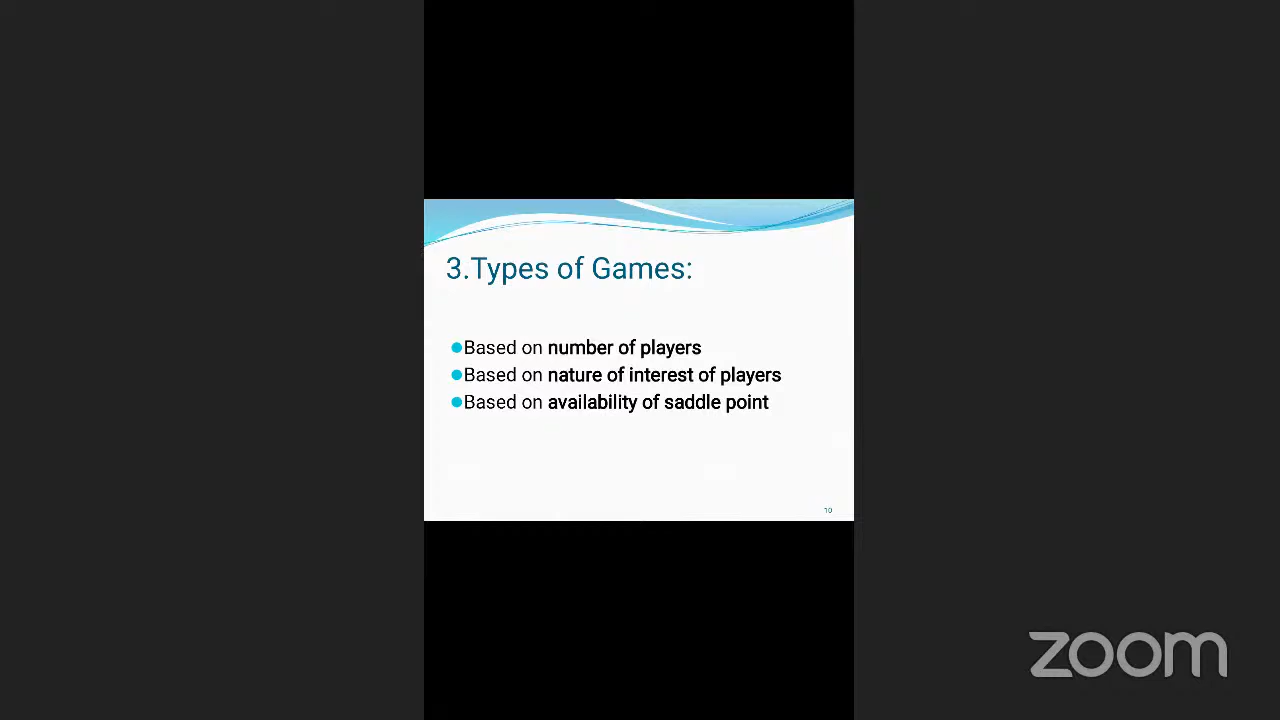 3.Types of Games:
●Based on number of players
●Based on nature of interest of players
●Based on availability of saddle point
10
zoom